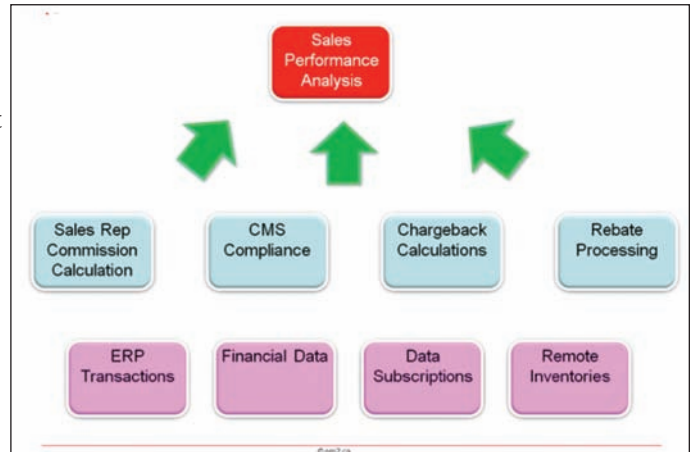 Sales
Performance
Analysis
Sales Rep
Commission
Calculation
CMS
Compliance
Chargeback
Calculations
Rebate
Processing
ERP
Transactions
Financial Data
Data
Subscriptions
Remote
Inventories